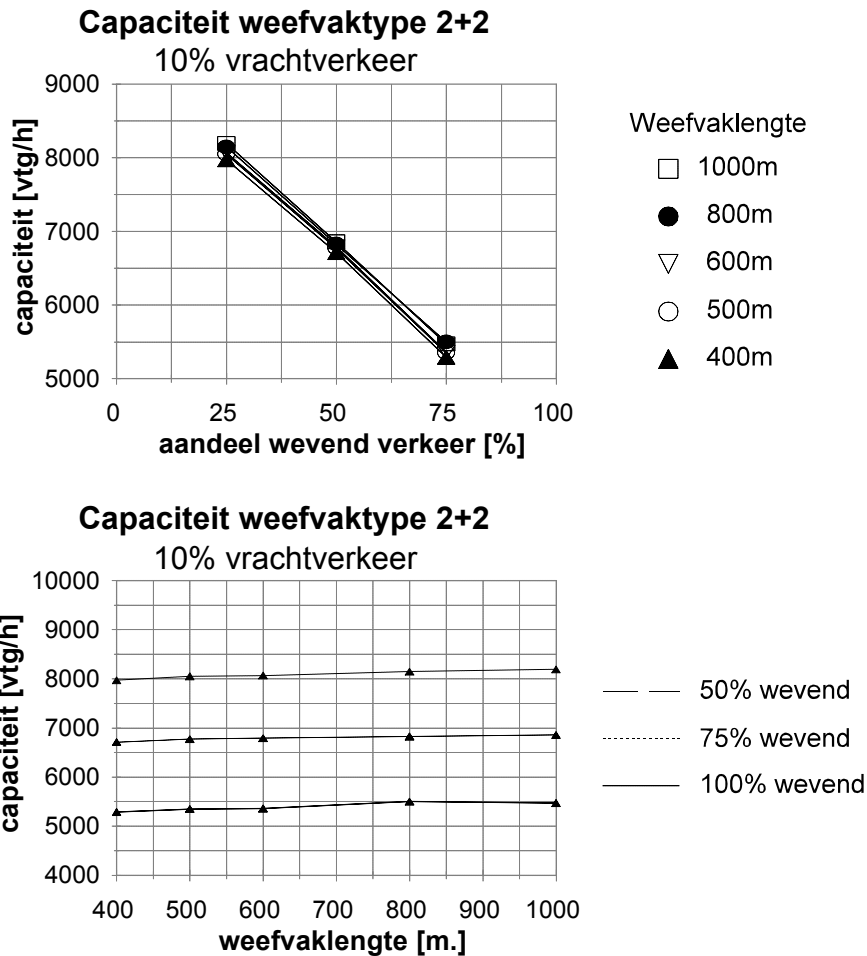 Capaciteit weefvaktype 2+2
10% vrachtverkeer
9000
8000
7000
6000
5000
capaciteit [vtg/h]
0 25 50 75 100
aandeel wevend verkeer [%]
Weefvaklengte
1000m
800m
600m
500m
400m
Capaciteit weefvaktype 2+2
10% vrachtverkeer
10000
9000
8000
7000
6000
5000
4000
capaciteit [vtg/h]
400 500 600 700 800 900 1000
weefvaklengte [m.]
50% wevend
75% wevend
100% wevend